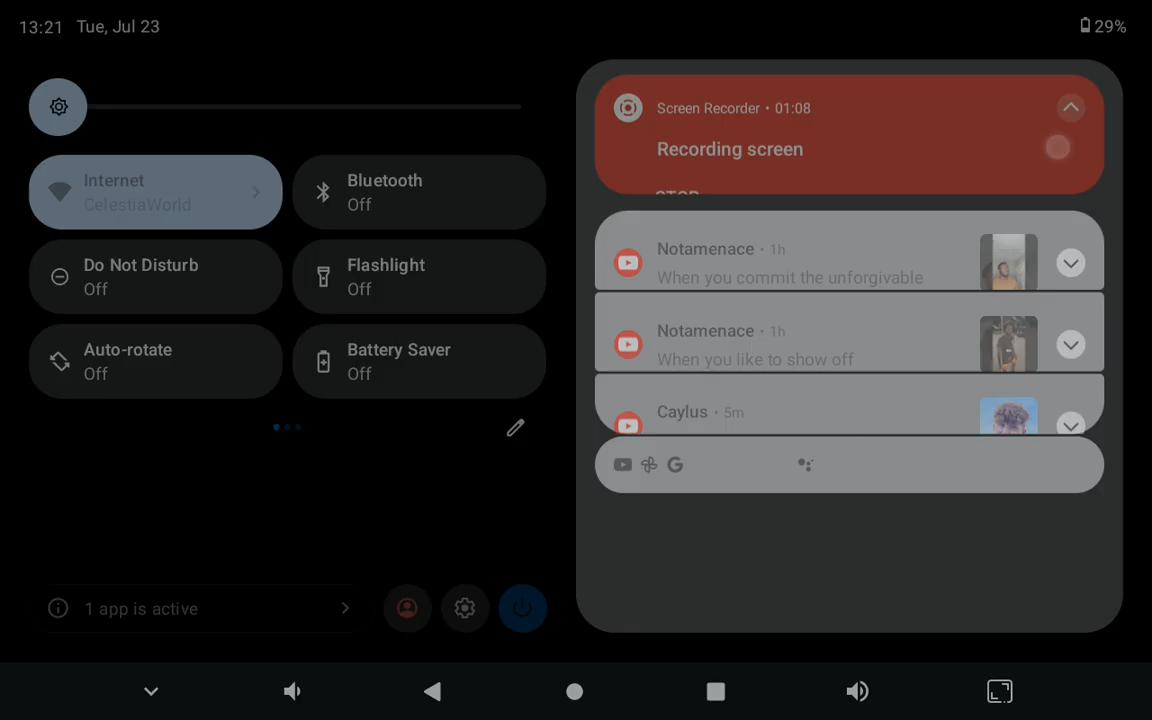 13:21 Tue, Jul 23
29%
Internet
CelestiaWorld
Bluetooth
Off
Do Not Disturb
Off
Flashlight
Off
Auto-rotate
Off
Battery Saver
Off
1 app is active
Screen Recorder • 01:08
Recording screen
STOP
Notamenace • 1h
When you commit the unforgivable
Notamenace • 1h
When you like to show off
Caylus • 5m